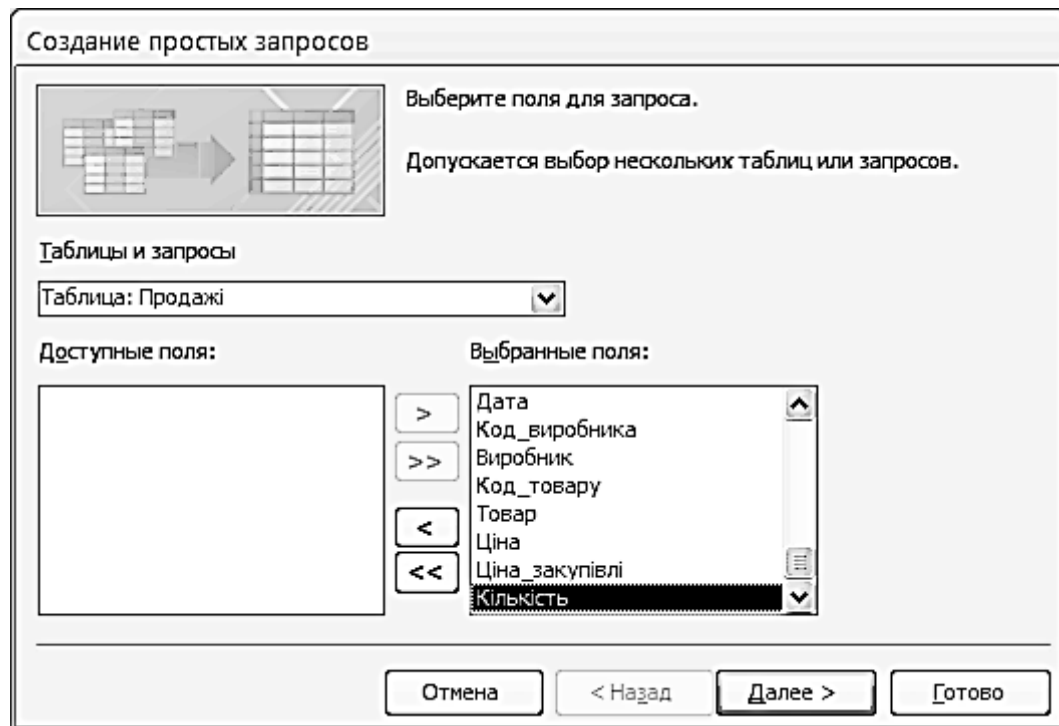 Создание простых запросов
Выберите поля для запроса.
Допускается выбор нескольких таблиц или запросов.
Таблицы и запросы
Таблица: Продажі
Доступные поля:
Выбранные поля:
>
>>
<
<<
Дата
Код_виробника
Виробник
Код_товару
Товар
Ціна
Ціна_закупівлі
Кількість
Отмена
< Назад
Далее >
Готово